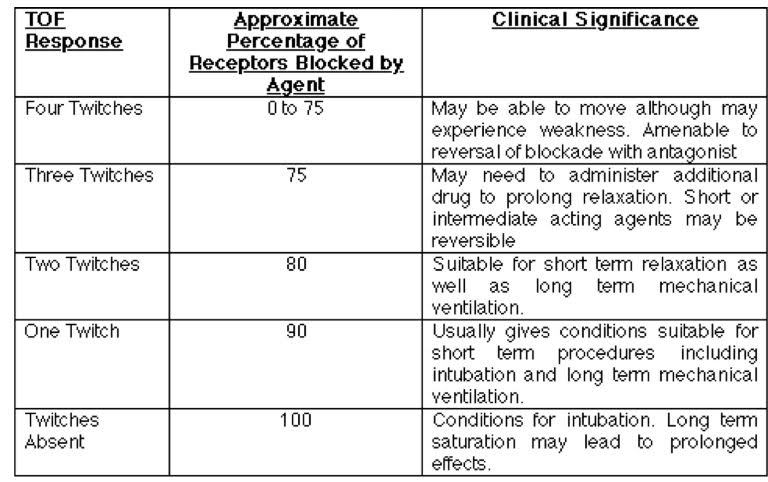 TOF Response
Approximate Percentage of Receptors Blocked by Agent
Clinical Significance
Four Twitches
0 to 75
May be able to move although may
experience weakness. Amenable to
reversal of blockade with antagonist
Three Twitches
75
May need to administer additional
drug to prolong relaxation. Short or
intermediate acting agents may be
reversible
Two Twitches
80
Suitable for short term relaxation as
well as long term mechanical
ventilation.
One Twitch
90
Usually gives conditions suitable for
short term procedures including
intubation and long term mechanical
ventilation.
Twitches
Absent
100
Conditions for intubation. Long term
saturation may lead to prolonged
effects.